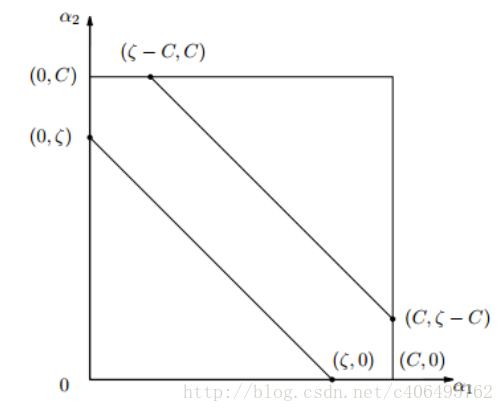 α₂
(ζ − C, C)
(0, C)
(0, ζ)
(C, ζ − C)
(ζ, 0)
(C, 0)
0
α₁
http://blog.csdn.net/c406495762